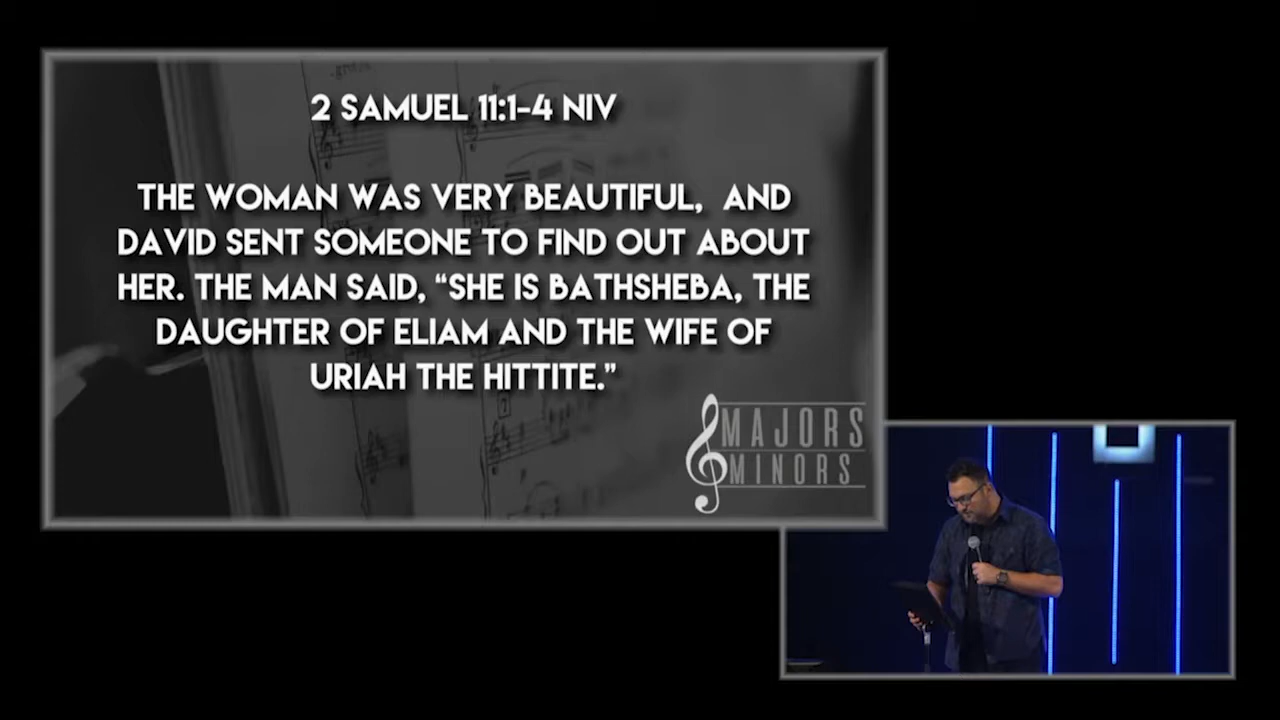 2 SAMUEL 11:1-4 NIV
THE WOMAN WAS VERY BEAUTIFUL, AND
DAVID SENT SOMEONE TO FIND OUT ABOUT
HER. THE MAN SAID, “SHE IS BATHSHEBA, THE
DAUGHTER OF ELIAM AND THE WIFE OF
URIAH THE HITTITE.”
MAJORS
MINORS